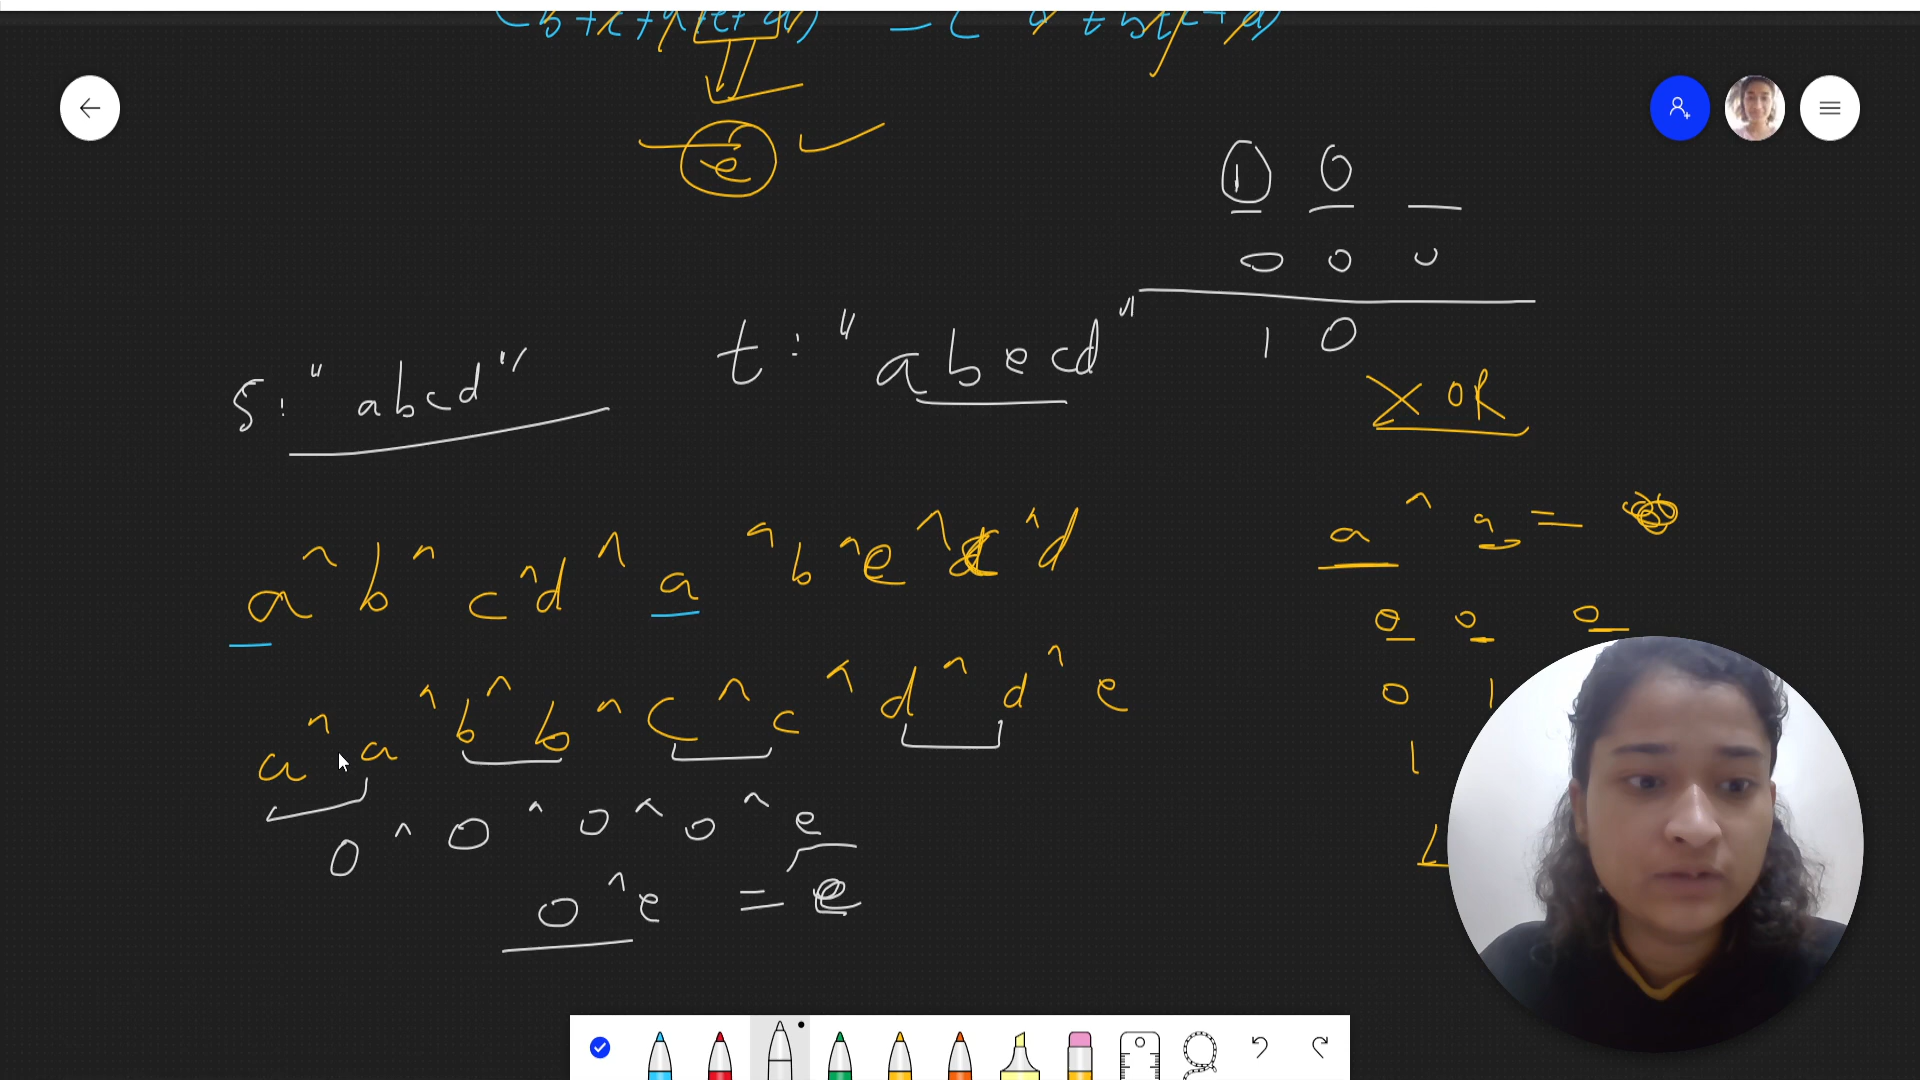 e
1 0
0 0 0
1 0
s: "abcd"
t: "abecd"
XOR
a ^ a =
a ^ b ^ c ^ d ^ a ^ b ^ e ^ c ^ d
0 0 0
0 1
1
a ^ a ^ b ^ b ^ c ^ c ^ d ^ d ^ e
0 ^ 0 ^ 0 ^ 0 ^ e
0 ^ e = e